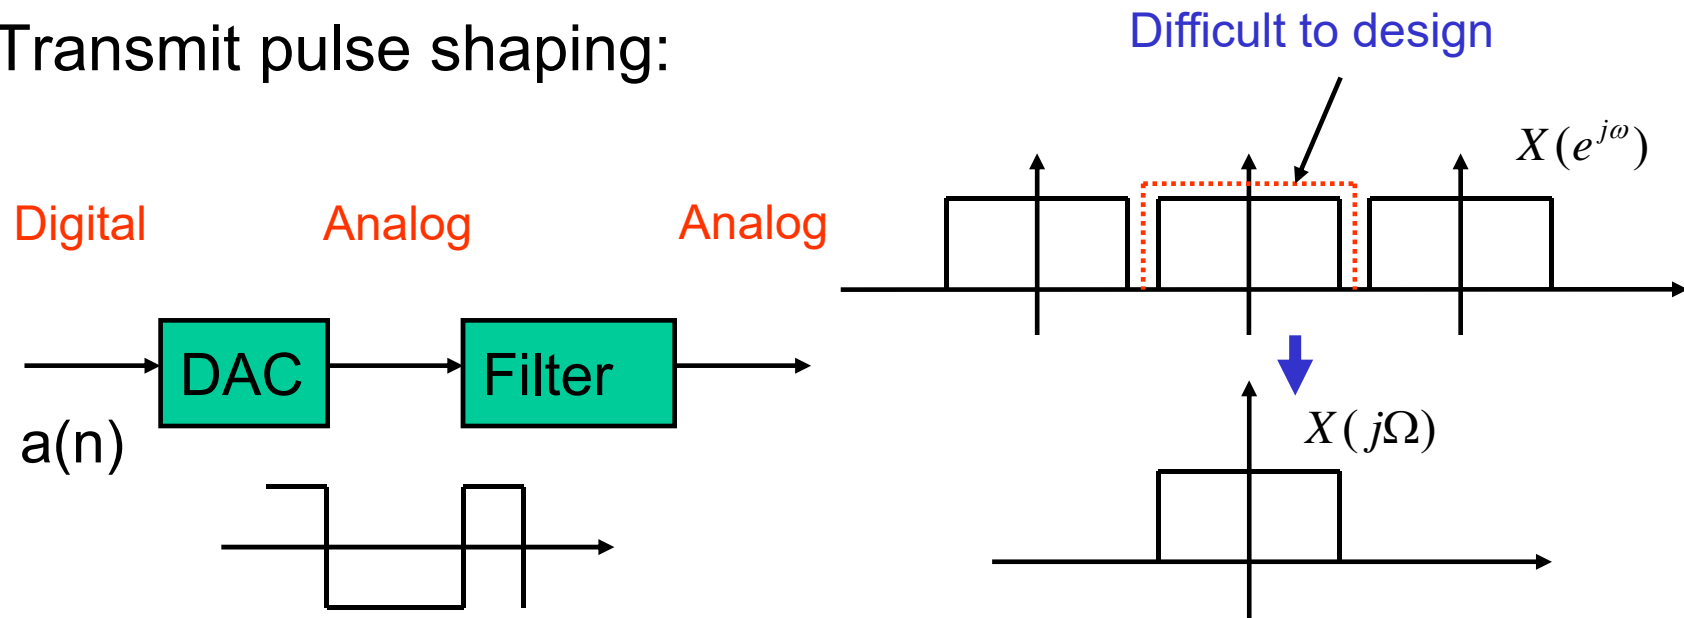 Transmit pulse shaping:
Difficult to design
X(e^{jω})
Digital
Analog
Analog
DAC
Filter
a(n)
X(jΩ)